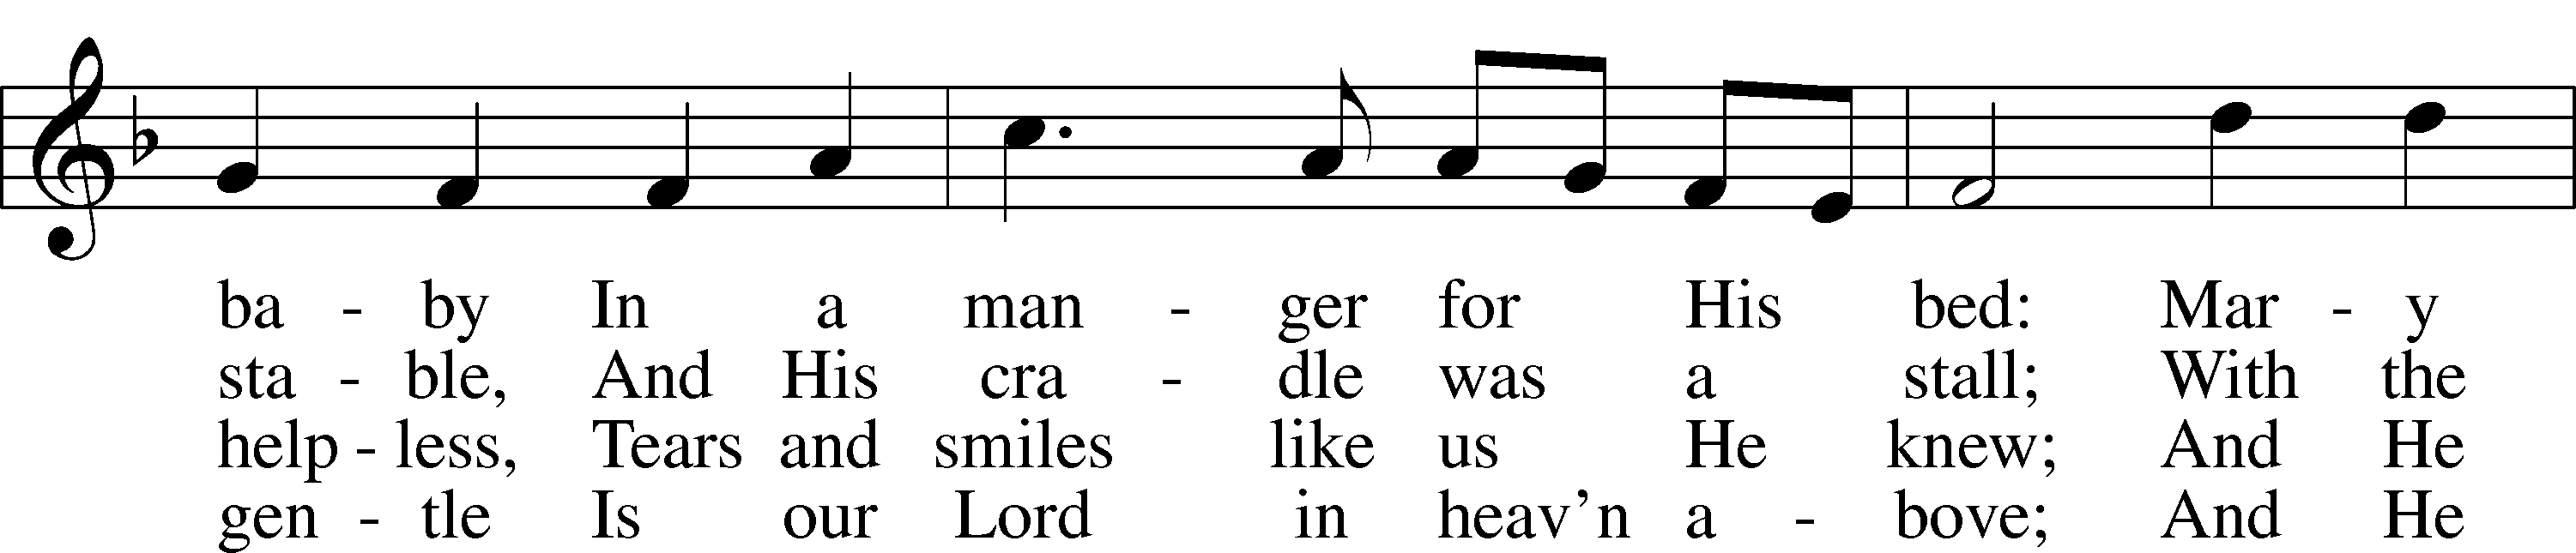 ba - by In a man - ger for His bed: Mar - y
sta - ble, And His cra - dle was a stall; With the
help - less, Tears and smiles like us He knew; And He
gen - tle Is our Lord in heav’n a - bove; And He